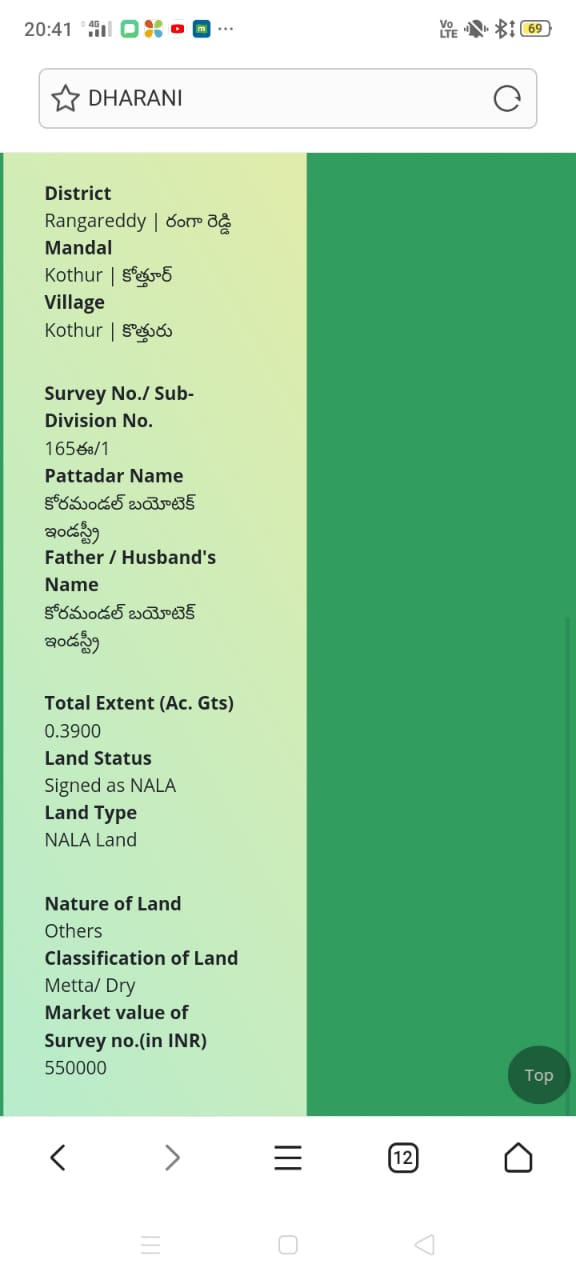 20:41
4G
Vo
LTE
69
DHARANI
District
Rangareddy | రంగా రెడ్డి
Mandal
Kothur | కోత్తూర్
Village
Kothur | కొత్తురు
Survey No./ Sub-
Division No.
165ఈ/1
Pattadar Name
కోరమండల్ బయోటెక్
ఇండస్ట్రీ
Father / Husband's
Name
కోరమండల్ బయోటెక్
ఇండస్ట్రీ
Total Extent (Ac. Gts)
0.3900
Land Status
Signed as NALA
Land Type
NALA Land
Nature of Land
Others
Classification of Land
Metta/ Dry
Market value of
Survey no.(in INR)
550000
Top
12